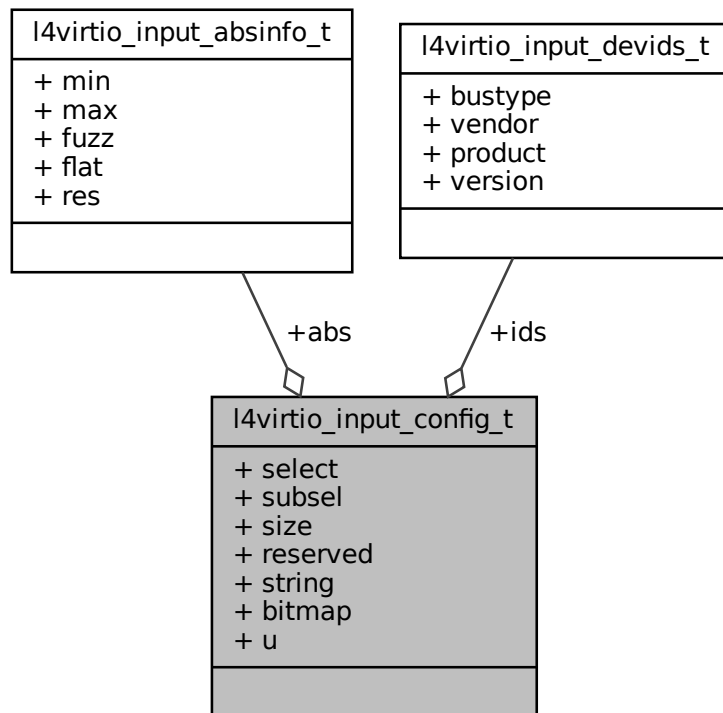 l4virtio_input_absinfo_t
+ min
+ max
+ fuzz
+ flat
+ res
l4virtio_input_devids_t
+ bustype
+ vendor
+ product
+ version
+abs
+ids
l4virtio_input_config_t
+ select
+ subsel
+ size
+ reserved
+ string
+ bitmap
+ u